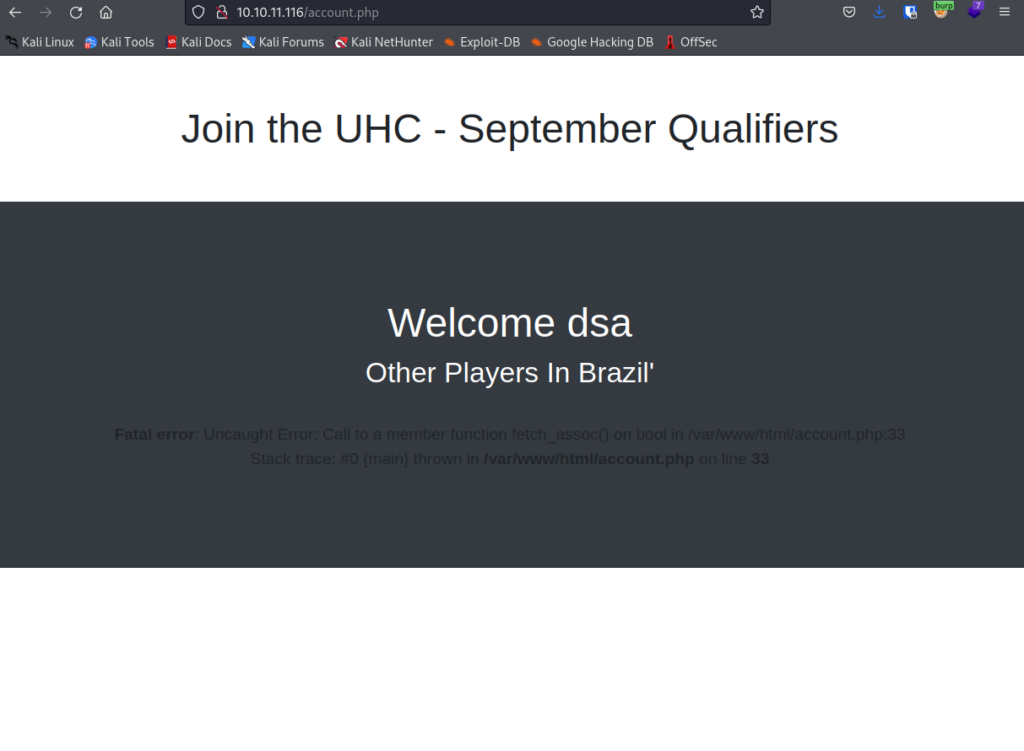 10.10.11.116/account.php
burp
7
Kali Linux Kali Tools Kali Docs Kali Forums Kali NetHunter Exploit-DB Google Hacking DB OffSec
Join the UHC - September Qualifiers
Welcome dsa
Other Players In Brazil'
Fatal error: Uncaught Error: Call to a member function fetch_assoc() on bool in /var/www/html/account.php:33
Stack trace: #0 {main} thrown in /var/www/html/account.php on line 33